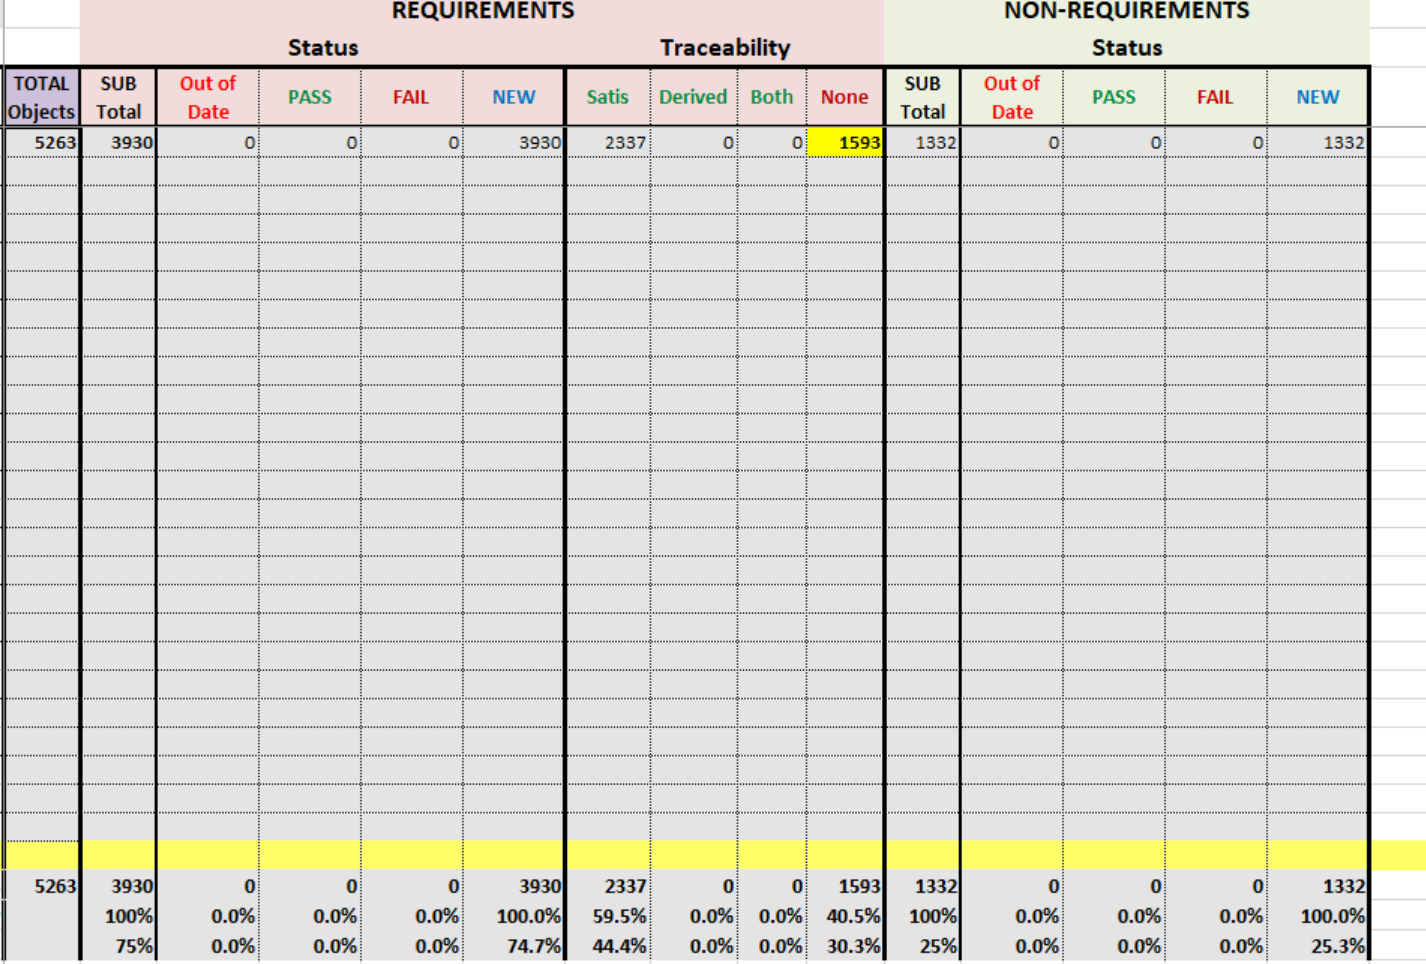 REQUIREMENTS NON-REQUIREMENTS
Status Traceability Status
TOTAL Objects SUB Total Out of Date PASS FAIL NEW Satis Derived Both None SUB Total Out of Date PASS FAIL NEW
5263 3930 0 0 0 3930 2337 0 0 1593 1332 0 0 0 1332
5263 3930 0 0 0 3930 2337 0 0 1593 1332 0 0 0 1332
100% 0.0% 0.0% 0.0% 100.0% 59.5% 0.0% 0.0% 40.5% 100% 0.0% 0.0% 0.0% 100.0%
75% 0.0% 0.0% 0.0% 74.7% 44.4% 0.0% 0.0% 30.3% 25% 0.0% 0.0% 0.0% 25.3%